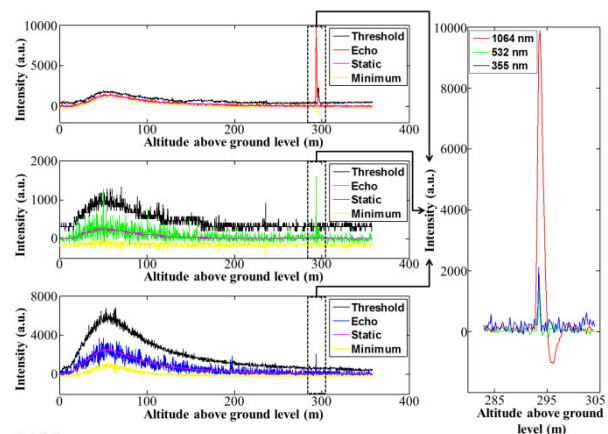 10000
5000
0
Intensity (a.u.)
Threshold
Echo
Static
Minimum
0 100 200 300 400
Altitude above ground level (m)
2000
1000
0
Intensity (a.u.)
Threshold
Echo
Static
Minimum
0 100 200 300 400
Altitude above ground level (m)
8000
4000
0
Intensity (a.u.)
Threshold
Echo
Static
Minimum
0 100 200 300 400
Altitude above ground level (m)
10000
8000
6000
4000
2000
0
Intensity (a.u.)
1064 nm
532 nm
355 nm
285 295 305
Altitude above ground
level (m)